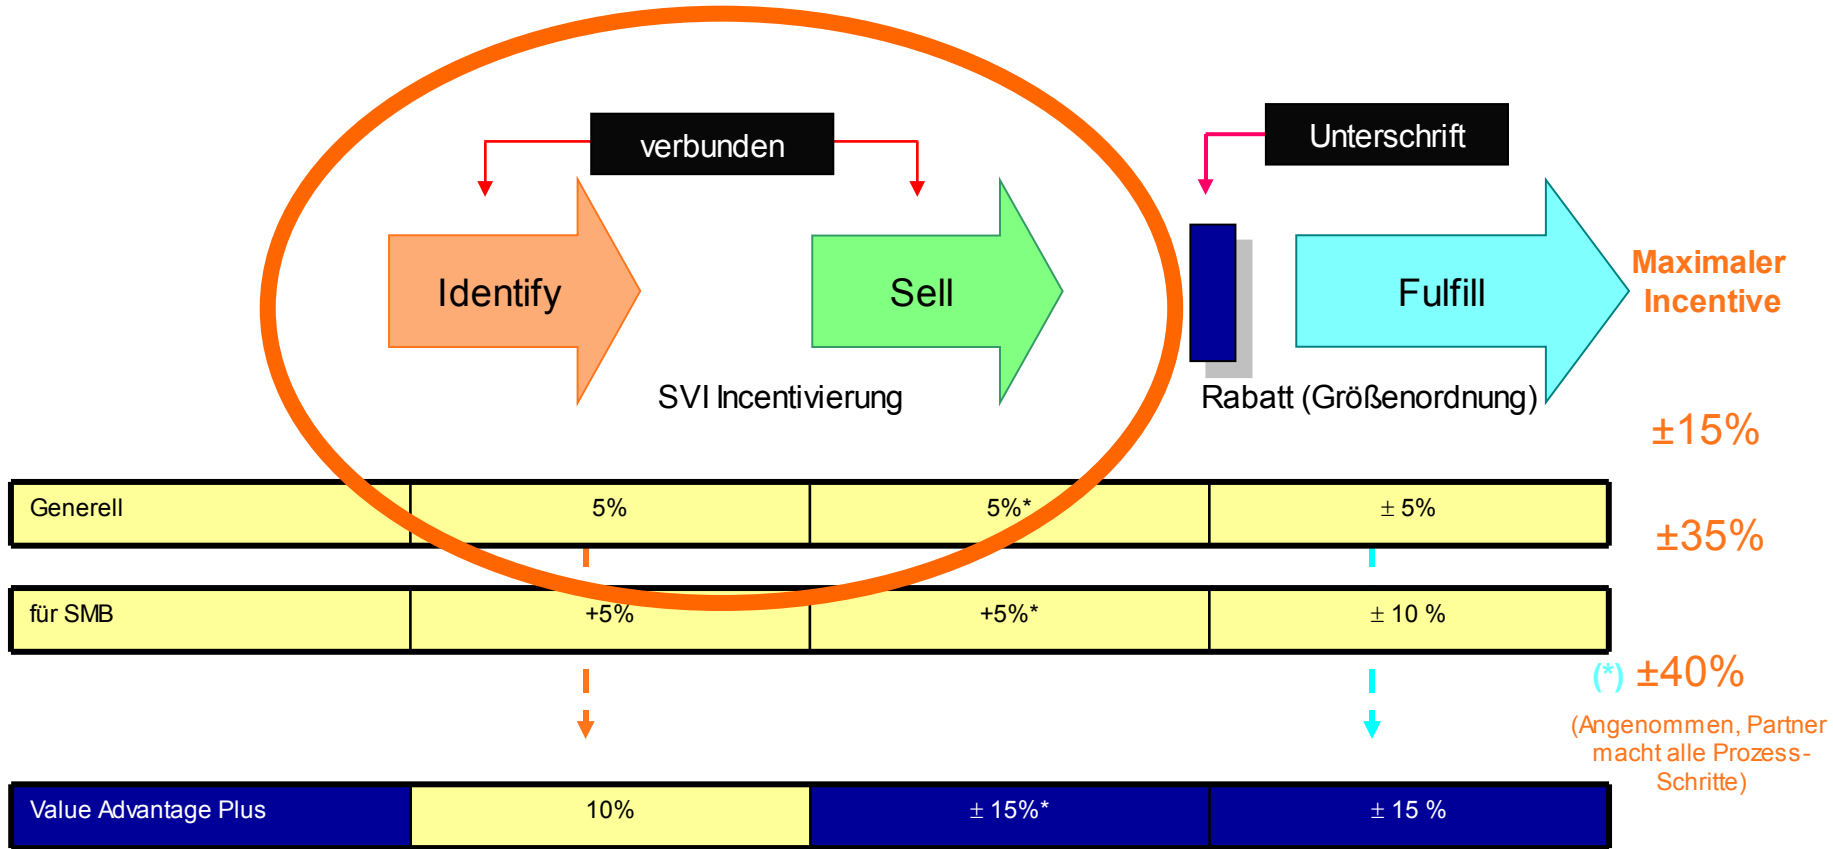 verbunden
Unterschrift
Identify
Sell
Fulfill
Maximaler
Incentive
SVI Incentivierung
Rabatt (Größenordnung)
±15%
Generell 5% 5%* ± 5%
±35%
für SMB +5% +5%* ± 10 %
(*) ±40%
(Angenommen, Partner
macht alle Prozess-
Schritte)
Value Advantage Plus 10% ± 15%* ± 15 %